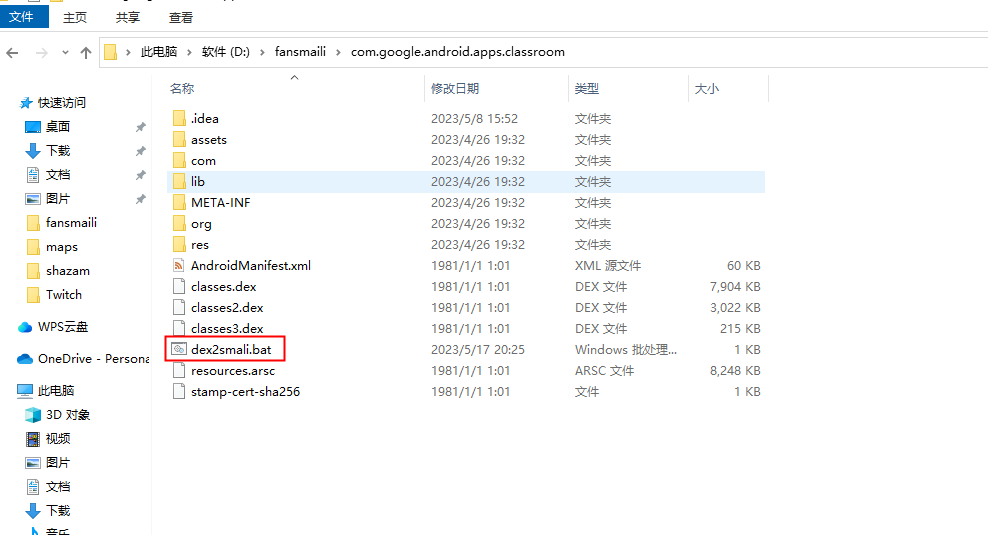 文件 主页 共享 查看
此电脑 软件 (D:) fansmaili com.google.android.apps.classroom
名称 修改日期 类型 大小
快速访问
桌面
下载
文档
图片
fansmaili
maps
shazam
Twitch
WPS云盘
OneDrive - Persona
此电脑
3D 对象
视频
图片
文档
下载
音乐
.idea 2023/5/8 15:52 文件夹
assets 2023/4/26 19:32 文件夹
com 2023/4/26 19:32 文件夹
lib 2023/4/26 19:32 文件夹
META-INF 2023/4/26 19:32 文件夹
org 2023/4/26 19:32 文件夹
res 2023/4/26 19:32 文件夹
AndroidManifest.xml 1981/1/1 1:01 XML 源文件 60 KB
classes.dex 1981/1/1 1:01 DEX 文件 7,904 KB
classes2.dex 1981/1/1 1:01 DEX 文件 3,022 KB
classes3.dex 1981/1/1 1:01 DEX 文件 215 KB
dex2smali.bat 2023/5/17 20:25 Windows 批处理... 1 KB
resources.arsc 1981/1/1 1:01 ARSC 文件 8,248 KB
stamp-cert-sha256 1981/1/1 1:01 文件 1 KB